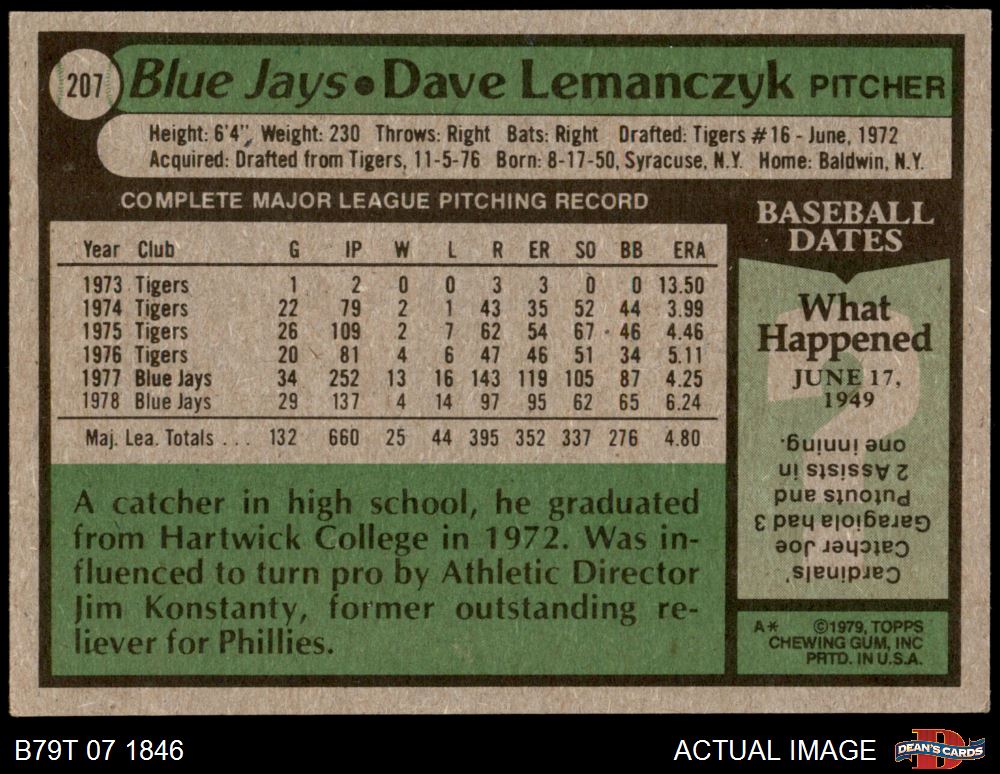 207
Blue Jays • Dave Lemanczyk PITCHER
Height: 6'4", Weight: 230 Throws: Right Bats: Right Drafted: Tigers #16 - June, 1972
Acquired: Drafted from Tigers, 11-5-76 Born: 8-17-50, Syracuse, N.Y. Home: Baldwin, N.Y.
COMPLETE MAJOR LEAGUE PITCHING RECORD
Year Club G IP W L R ER SO BB ERA
1973 Tigers 1 2 0 0 3 3 0 0 13.50
1974 Tigers 22 79 2 1 43 35 52 44 3.99
1975 Tigers 26 109 2 7 62 54 67 46 4.46
1976 Tigers 20 81 4 6 47 46 51 34 5.11
1977 Blue Jays 34 252 13 16 143 119 105 87 4.25
1978 Blue Jays 29 137 4 14 97 95 62 65 6.24
Maj. Lea. Totals . . . 132 660 25 44 395 352 337 276 4.80
A catcher in high school, he graduated
from Hartwick College in 1972. Was in-
fluenced to turn pro by Athletic Director
Jim Konstanty, former outstanding re-
liever for Phillies.
BASEBALL
DATES
What
Happened
JUNE 17,
1949
Cardinals'
Catcher Joe
Garagiola had 3
Putouts and
2 Assists in
one inning.
A* ©1979, TOPPS
CHEWING GUM, INC
PRTD. IN U.S.A.
B79T 07 1846
ACTUAL IMAGE
D
DEAN'S CARDS